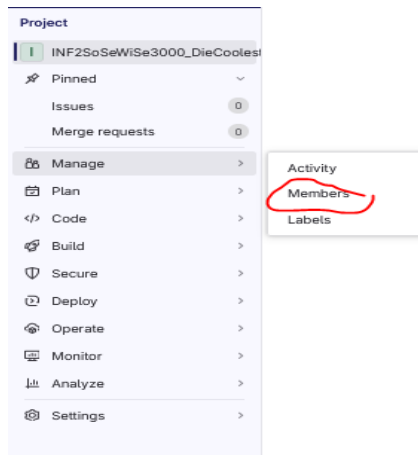 Project
I INF2SoSeWiSe3000_DieCoolest
Pinned
Issues 0
Merge requests 0
Manage
Plan
Code
Build
Secure
Deploy
Operate
Monitor
Analyze
Settings
Activity
Members
Labels